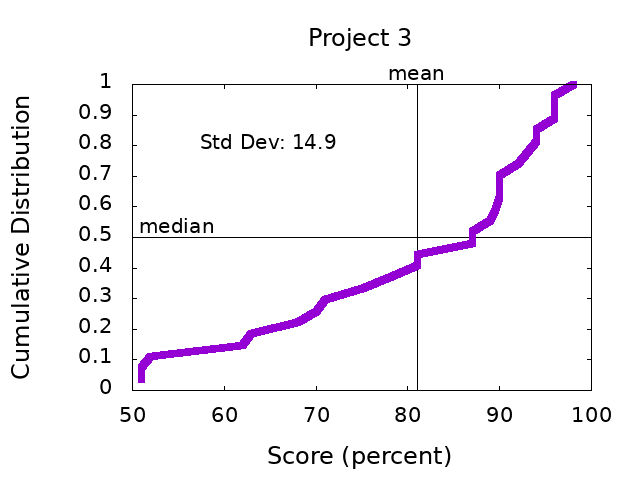 Project 3
mean
1
0.9
0.8
0.7
0.6
0.5
0.4
0.3
0.2
0.1
0
Std Dev: 14.9
median
Cumulative Distribution
50 60 70 80 90 100
Score (percent)